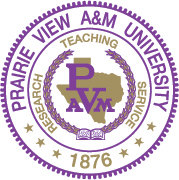 PRAIRIE VIEW A&M UNIVERSITY
RESEARCH TEACHING SERVICE
PVAM
1876